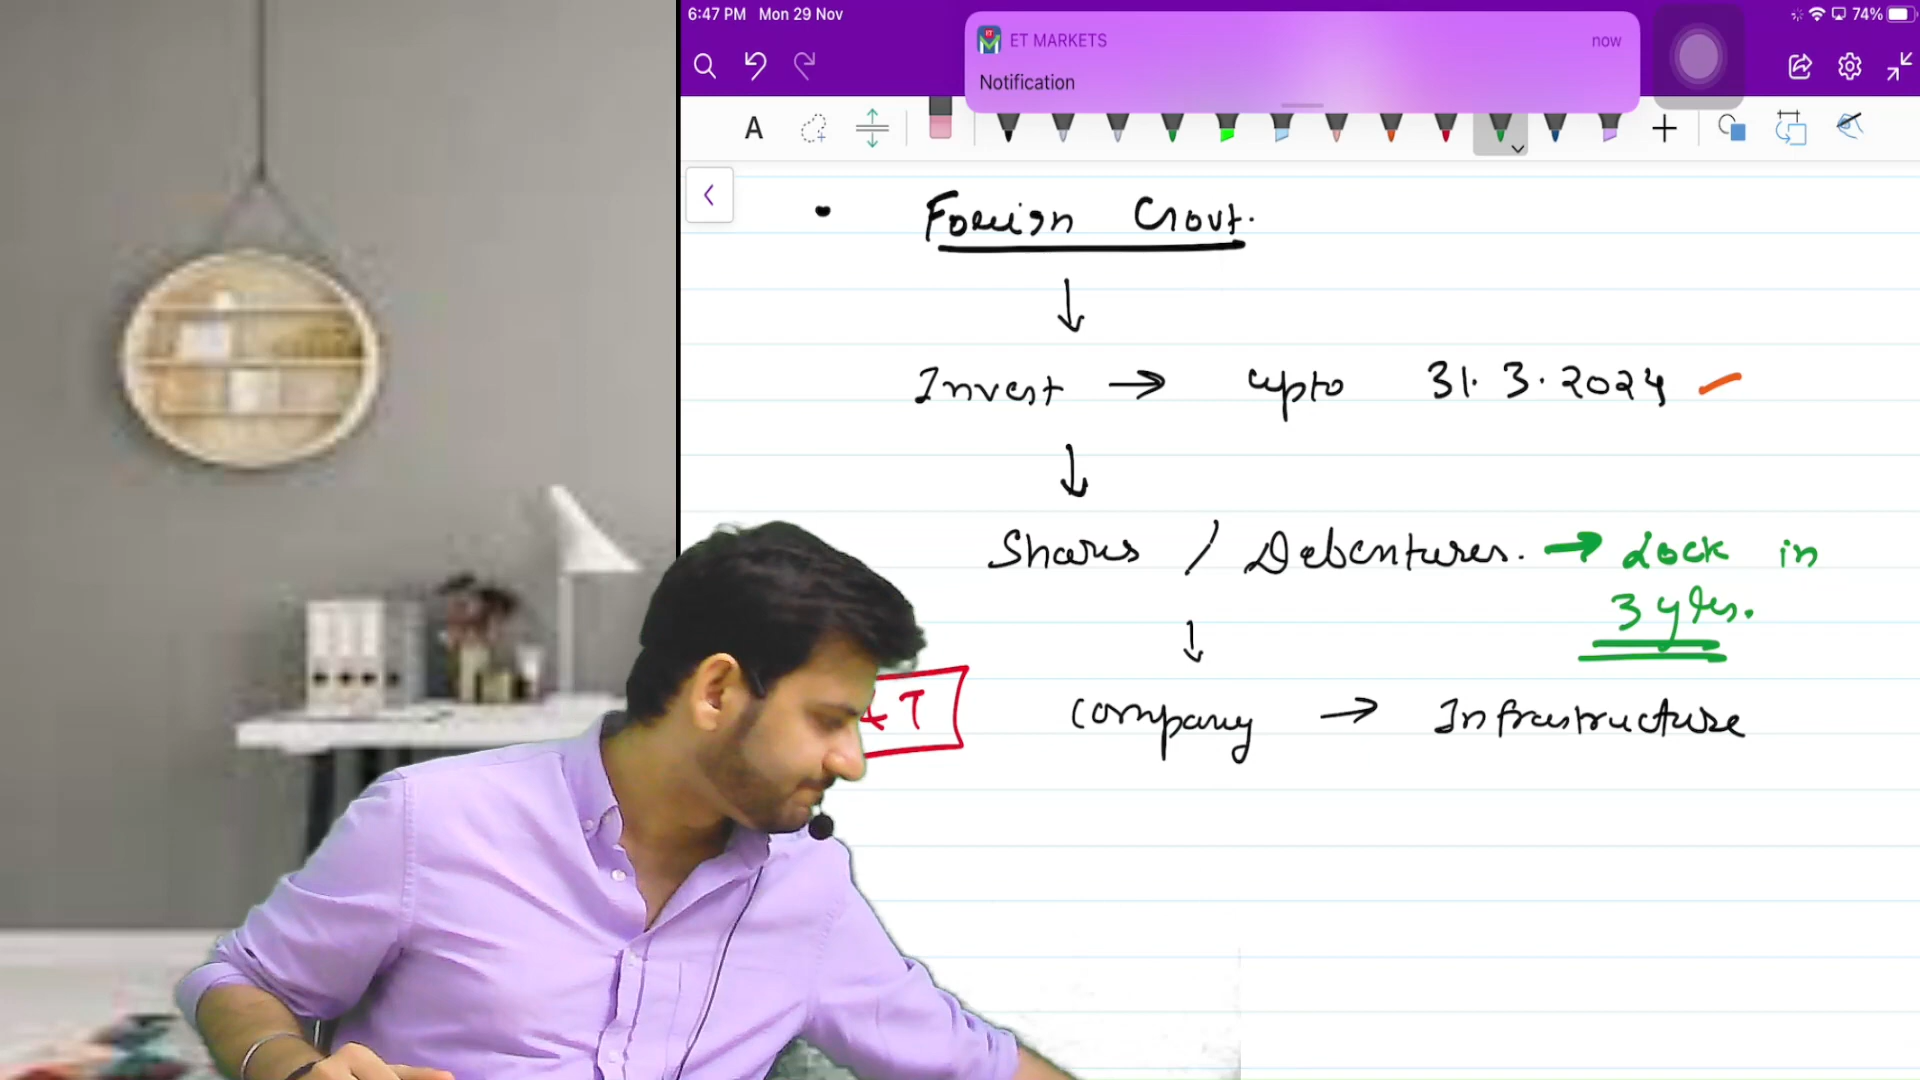 6:47 PM Mon 29 Nov
74%
ET MARKETS
now
Notification
A
• Foreign Govt.
↓
Invest → upto 31.3.2024
↓
Shares / Debentures. → Lock in
3 yrs.
↓
T
Company → Infrastructure